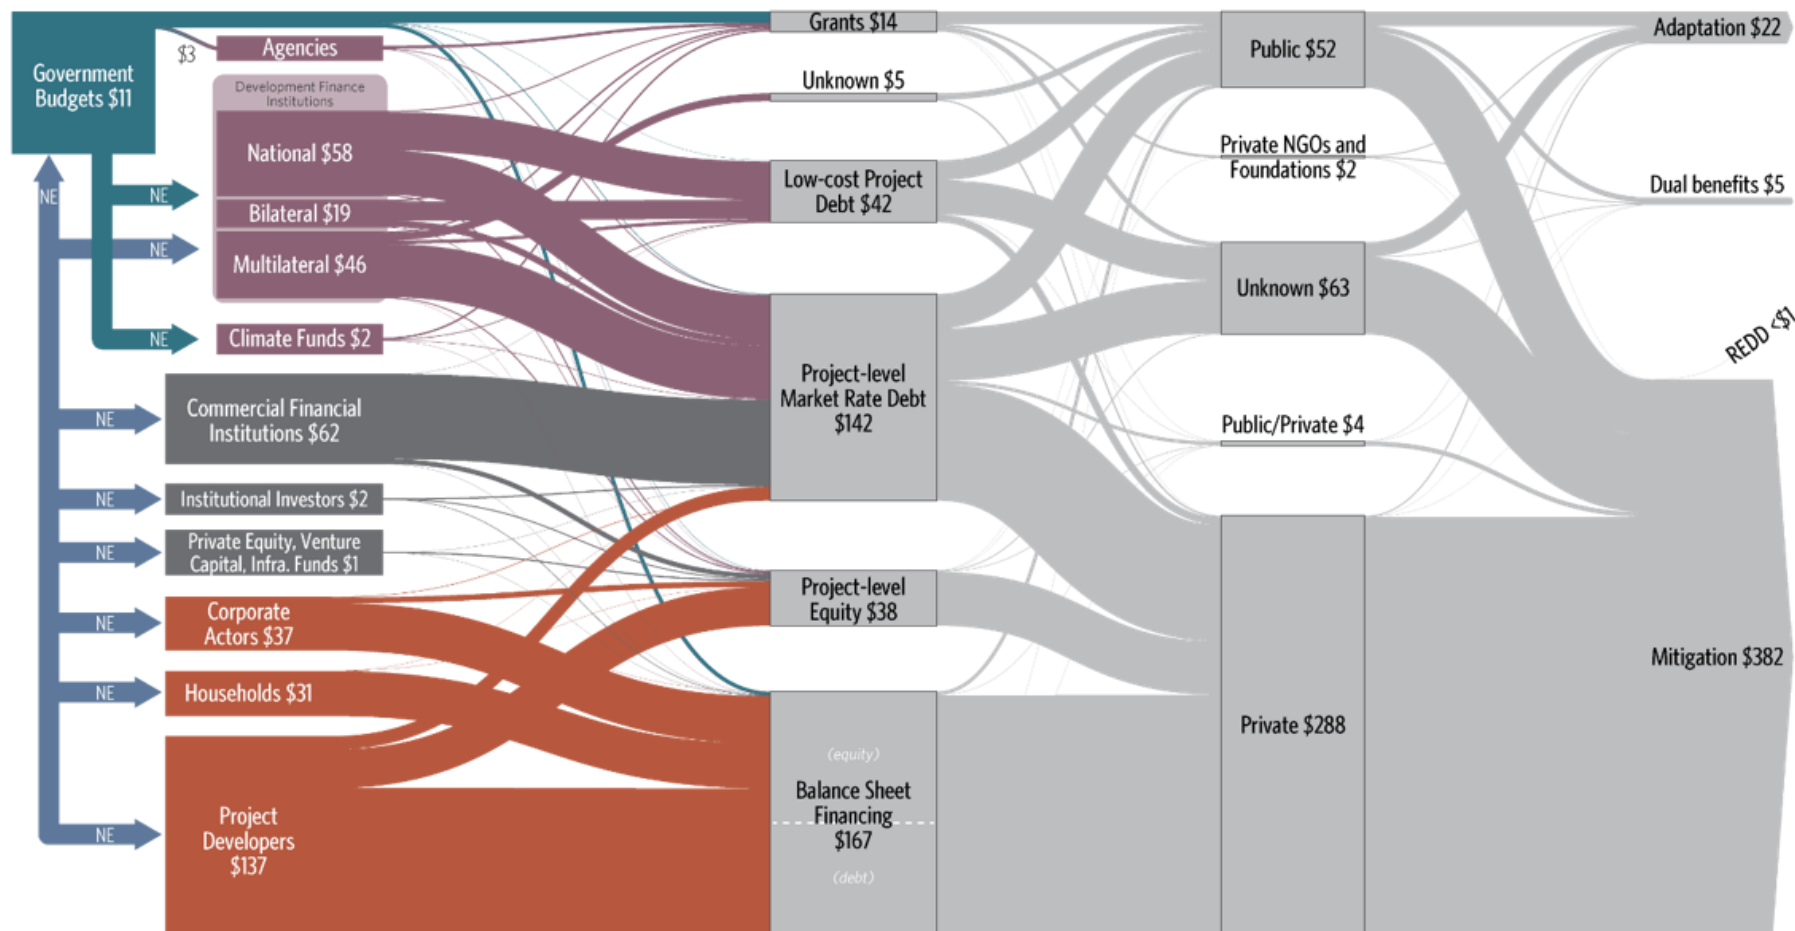 Government
Budgets $11
$3
Agencies
Development Finance
Institutions
National $58
Bilateral $19
Multilateral $46
Climate Funds $2
Commercial Financial
Institutions $62
Institutional Investors $2
Private Equity, Venture
Capital, Infra. Funds $1
Corporate
Actors $37
Households $31
Project
Developers
$137
NE
NE
NE
NE
NE
NE
NE
NE
NE
NE
Grants $14
Unknown $5
Low-cost Project
Debt $42
Project-level
Market Rate Debt
$142
Project-level
Equity $38
(equity)
Balance Sheet
Financing
$167
(debt)
Public $52
Private NGOs and
Foundations $2
Unknown $63
Public/Private $4
Private $288
Adaptation $22
Dual benefits $5
REDD <$1
Mitigation $382